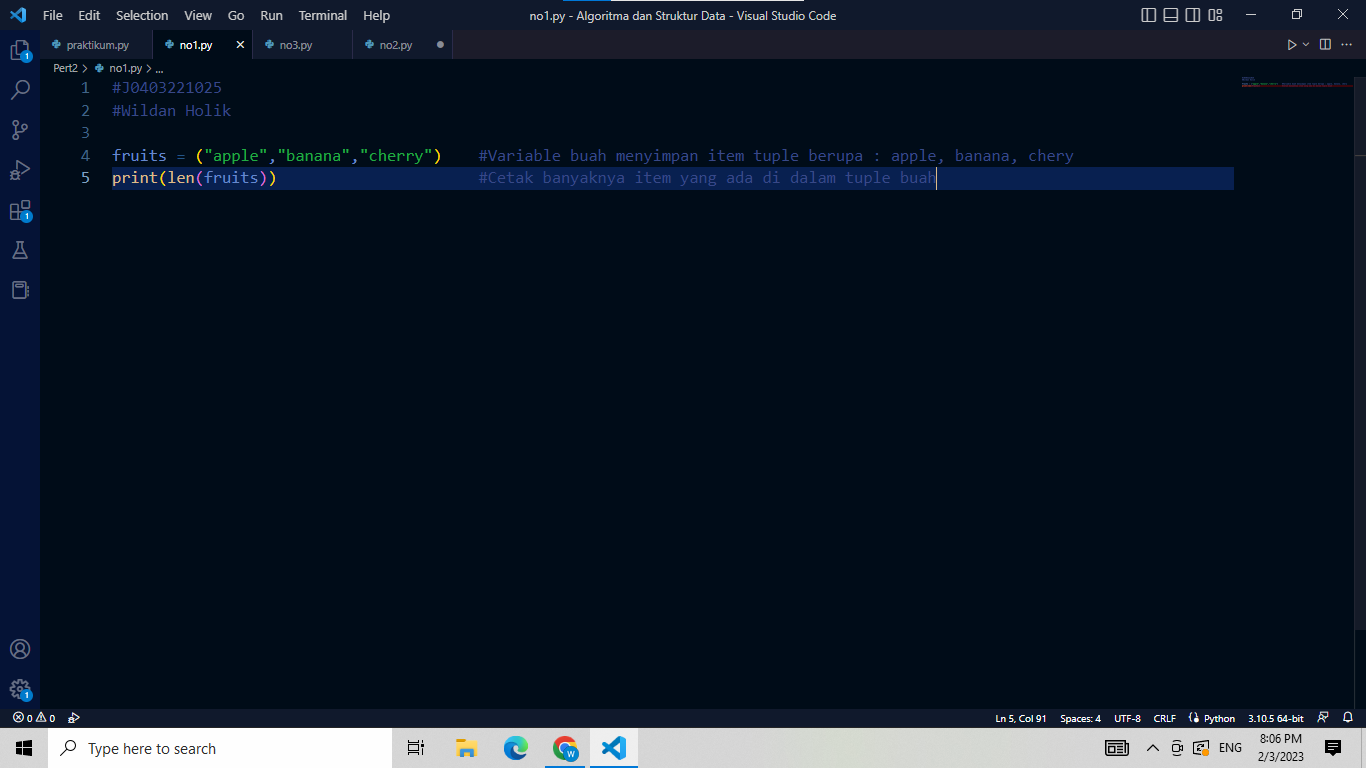 File Edit Selection View Go Run Terminal Help no1.py - Algoritma dan Struktur Data - Visual Studio Code
praktikum.py no1.py no3.py no2.py
Pert2 > no1.py > ...
1 #J0403221025
2 #Wildan Holik
3
4 fruits = ("apple","banana","cherry") #Variable buah menyimpan item tuple berupa : apple, banana, chery
5 print(len(fruits)) #Cetak banyaknya item yang ada di dalam tuple buah
1
1
1
0 0 Ln 5, Col 91 Spaces: 4 UTF-8 CRLF Python 3.10.5 64-bit
Type here to search W ENG 8:06 PM
2/3/2023